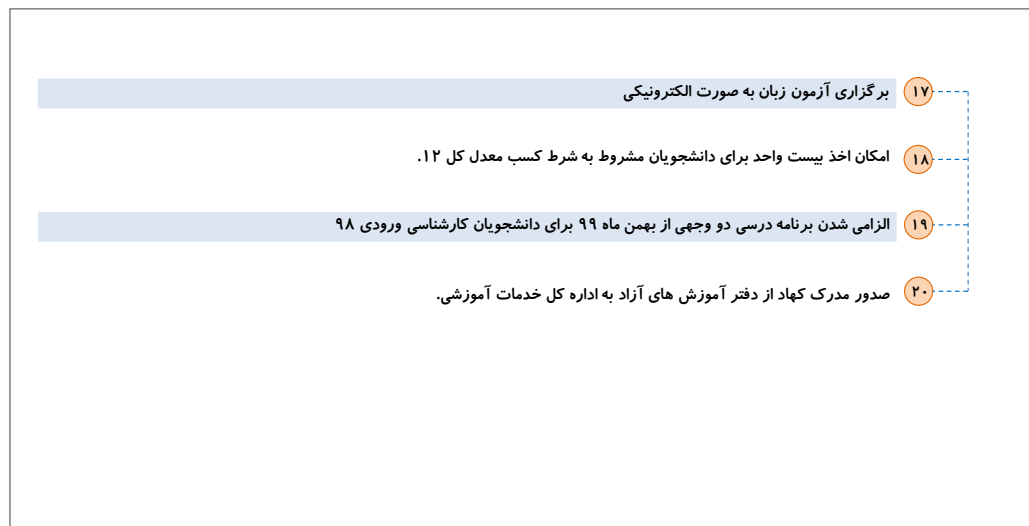 ۱۷ برگزاری آزمون زبان به صورت الکترونیکی
۱۸ امکان اخذ بیست واحد برای دانشجویان مشروط به شرط کسب معدل کل ۱۲.
۱۹ الزامی شدن برنامه درسی دو وجهی از بهمن ماه ۹۹ برای دانشجویان کارشناسی ورودی ۹۸
۲۰ صدور مدرک کهاد از دفتر آموزش های آزاد به اداره کل خدمات آموزشی.